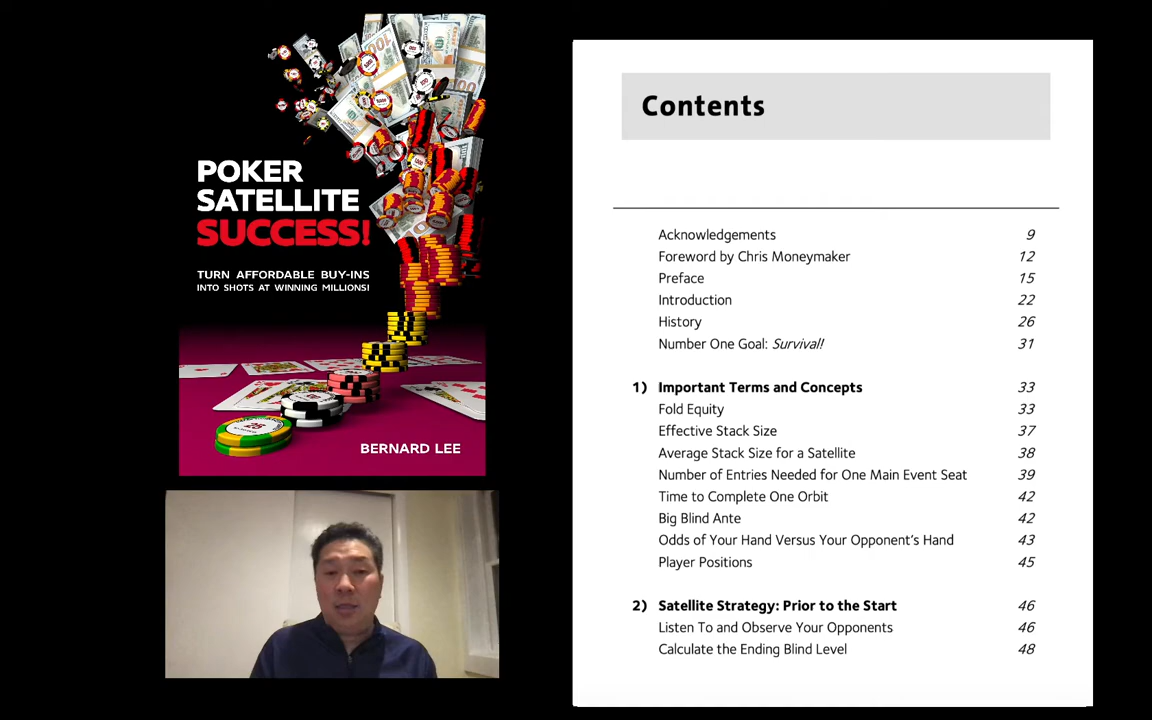 POKER
SATELLITE
SUCCESS!
TURN AFFORDABLE BUY-INS
INTO SHOTS AT WINNING MILLIONS!
BERNARD LEE
Contents
Acknowledgements 9
Foreword by Chris Moneymaker 12
Preface 15
Introduction 22
History 26
Number One Goal: Survival! 31
1) Important Terms and Concepts 33
Fold Equity 33
Effective Stack Size 37
Average Stack Size for a Satellite 38
Number of Entries Needed for One Main Event Seat 39
Time to Complete One Orbit 42
Big Blind Ante 42
Odds of Your Hand Versus Your Opponent's Hand 43
Player Positions 45
2) Satellite Strategy: Prior to the Start 46
Listen To and Observe Your Opponents 46
Calculate the Ending Blind Level 48